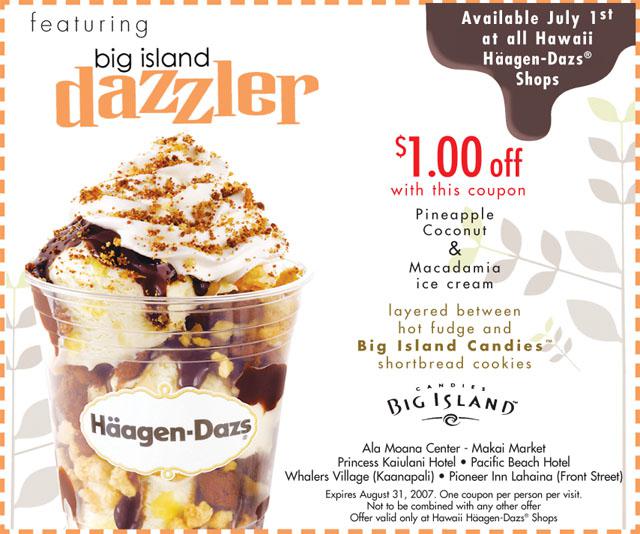 featuring
big island
dazzler
Available July 1st
at all Hawaii
Häagen-Dazs®
Shops
$1.00 off
with this coupon
Pineapple
Coconut
&
Macadamia
ice cream
layered between
hot fudge and
Big Island Candies™
shortbread cookies
CANDIES
BIG ISLAND™
Häagen-Dazs®
Ala Moana Center - Makai Market
Princess Kaiulani Hotel • Pacific Beach Hotel
Whalers Village (Kaanapali) • Pioneer Inn Lahaina (Front Street)
Expires August 31, 2007. One coupon per person per visit.
Not to be combined with any other offer
Offer valid only at Hawaii Häagen-Dazs® Shops